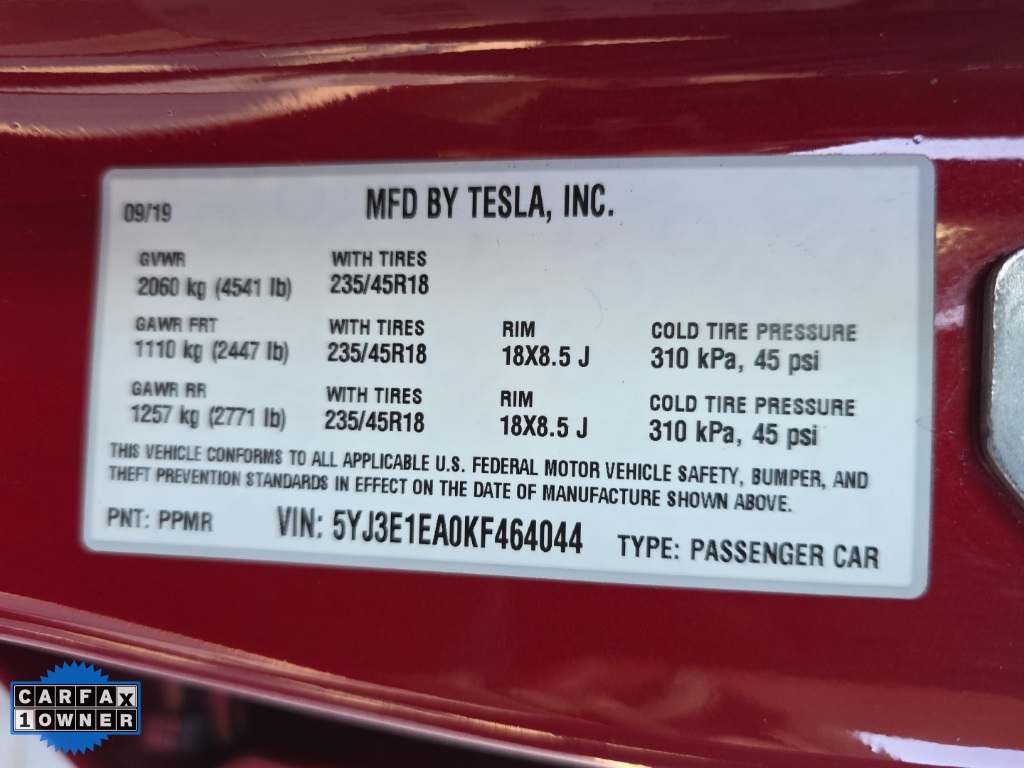 09/19
MFD BY TESLA, INC.
GVWR WITH TIRES
2060 kg (4541 lb) 235/45R18
GAWR FRT WITH TIRES RIM COLD TIRE PRESSURE
1110 kg (2447 lb) 235/45R18 18X8.5 J 310 kPa, 45 psi
GAWR RR WITH TIRES RIM COLD TIRE PRESSURE
1257 kg (2771 lb) 235/45R18 18X8.5 J 310 kPa, 45 psi
THIS VEHICLE CONFORMS TO ALL APPLICABLE U.S. FEDERAL MOTOR VEHICLE SAFETY, BUMPER, AND
THEFT PREVENTION STANDARDS IN EFFECT ON THE DATE OF MANUFACTURE SHOWN ABOVE.
PNT: PPMR VIN: 5YJ3E1EA0KF464044 TYPE: PASSENGER CAR
CARFAX
1 OWNER